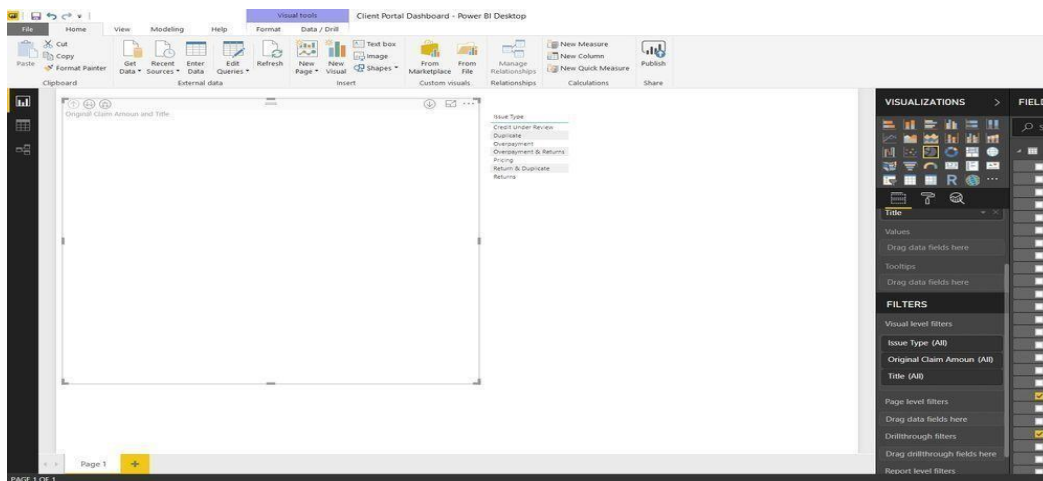 Visual tools
Client Portal Dashboard - Power BI Desktop
File
Home
View
Modeling
Help
Format
Data / Drill
Paste
Cut
Copy
Format Painter
Clipboard
Get Data
Recent Sources
Enter Data
Edit Queries
External data
Refresh
New Page
New Visual
Text box
Image
Shapes
Insert
From Marketplace
From File
Custom visuals
Manage Relationships
Relationships
New Measure
New Column
New Quick Measure
Calculations
Publish
Share
Original Claim Amoun and Title
Issue Type
Credit Under Review
Duplicate
Overpayment
Overpayment & Returns
Pricing
Return & Duplicate
Returns
VISUALIZATIONS >
FIEL
S
R
Title
Values
Drag data fields here
Tooltips
Drag data fields here
FILTERS
Visual level filters
Issue Type (All)
Original Claim Amoun (All)
Title (All)
Page level filters
Drag data fields here
Drillthrough filters
Drag drillthrough fields here
Report level filters
Page 1
PAGE 1 OF 1